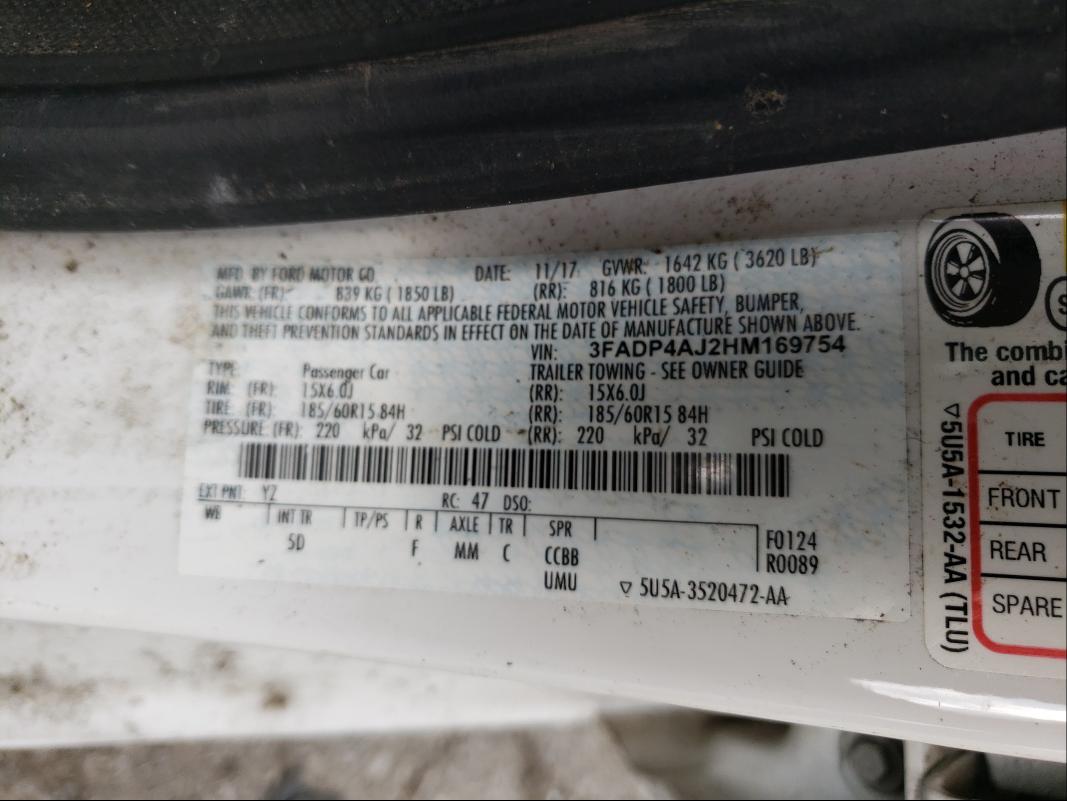 MFD. BY FORD MOTOR CO DATE: 11/17 GVWR: 1642 KG ( 3620 LB)
GAWR: (FR): 839 KG ( 1850 LB) (RR): 816 KG ( 1800 LB)
THIS VEHICLE CONFORMS TO ALL APPLICABLE FEDERAL MOTOR VEHICLE SAFETY, BUMPER,
AND THEFT PREVENTION STANDARDS IN EFFECT ON THE DATE OF MANUFACTURE SHOWN ABOVE.
VIN: 3FADP4AJ2HM169754
TYPE: Passenger Car TRAILER TOWING - SEE OWNER GUIDE
RIM: (FR): 15X6.0J (RR): 15X6.0J
TIRE: (FR): 185/60R15 84H (RR): 185/60R15 84H
PRESSURE (FR): 220 kPa/ 32 PSI COLD (RR): 220 kPa/ 32 PSI COLD
EXT PNT: YZ RC: 47 DSO:
WB INT TR TP/PS R AXLE TR SPR
5D F MM C CCBB
UMU
F0124
R0089
▽ 5U5A-3520472-AA
▽5U5A-1532-AA (TLU)
The combi
and ca
TIRE
FRONT
REAR
SPARE